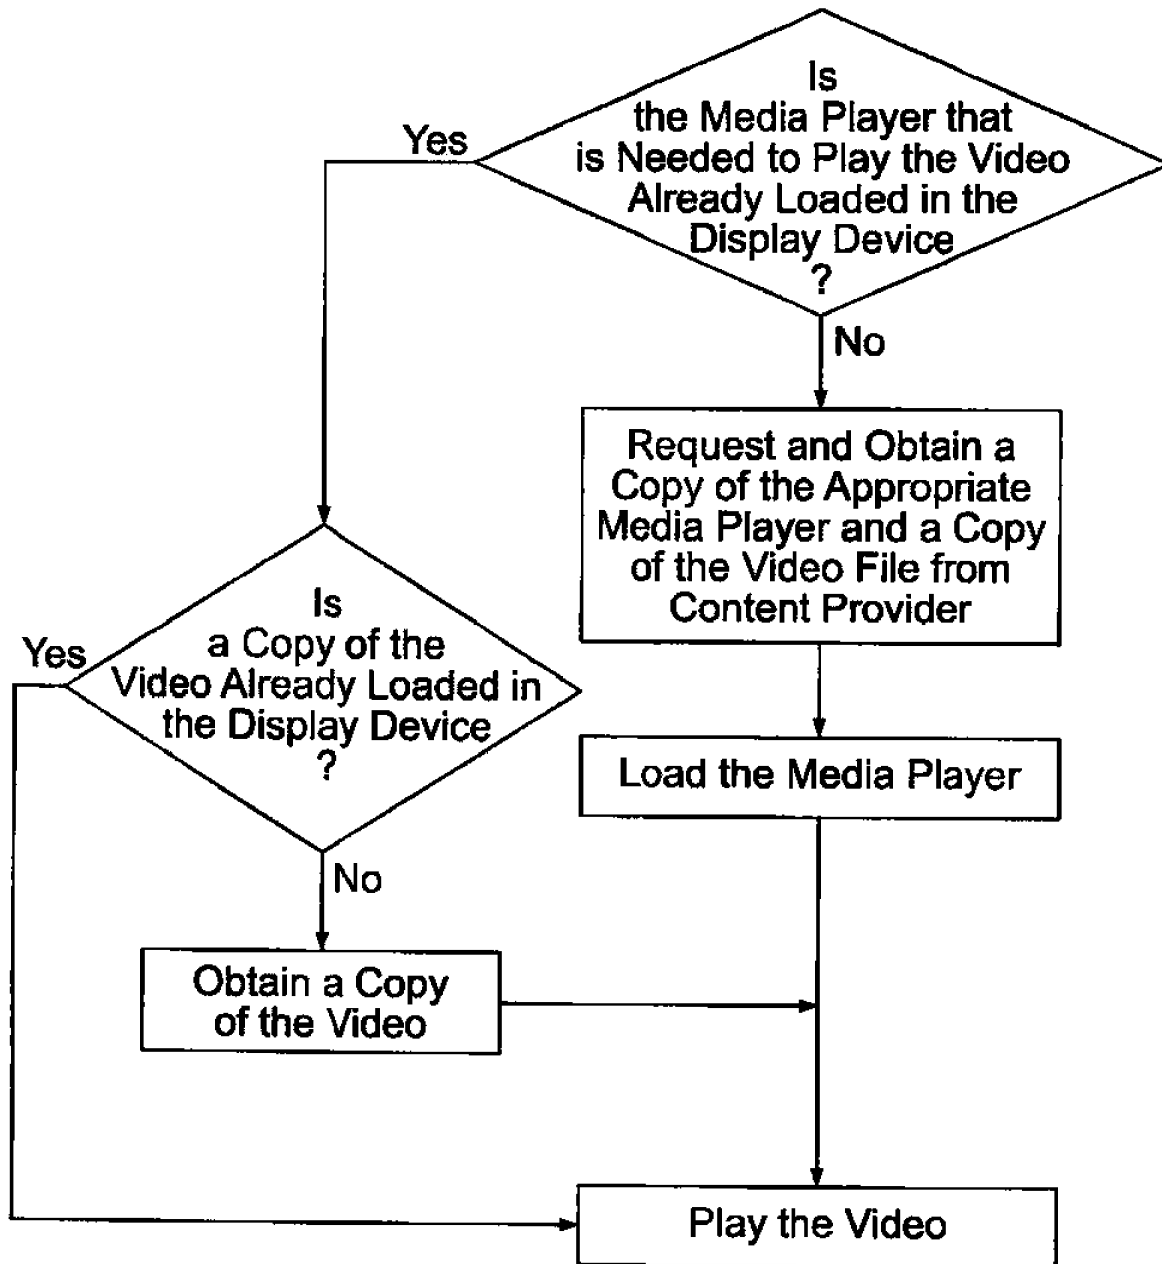 Is
the Media Player that
is Needed to Play the Video
Already Loaded in the
Display Device
?
Yes
No
Request and Obtain a
Copy of the Appropriate
Media Player and a Copy
of the Video File from
Content Provider
Is
a Copy of the
Video Already Loaded in
the Display Device
?
Yes
Load the Media Player
No
Obtain a Copy
of the Video
Play the Video